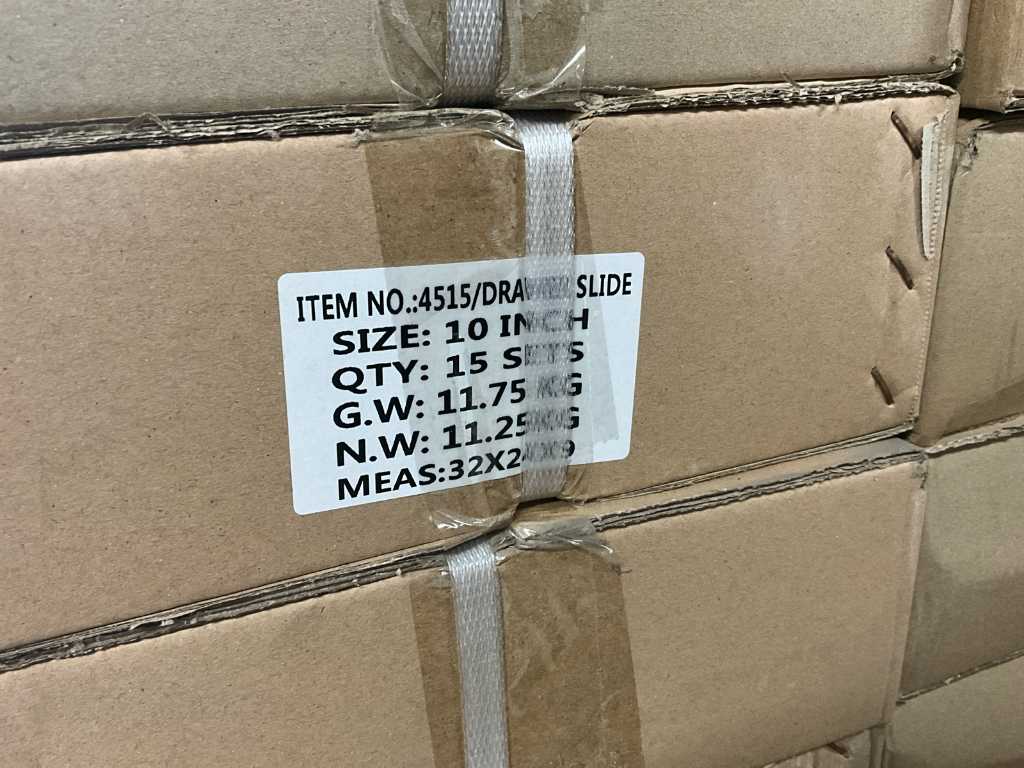 ITEM NO.:4515/DRAWER SLIDE
SIZE: 10 INCH
QTY: 15 SETS
G.W: 11.75 KG
N.W: 11.25KG
MEAS:32X24X9